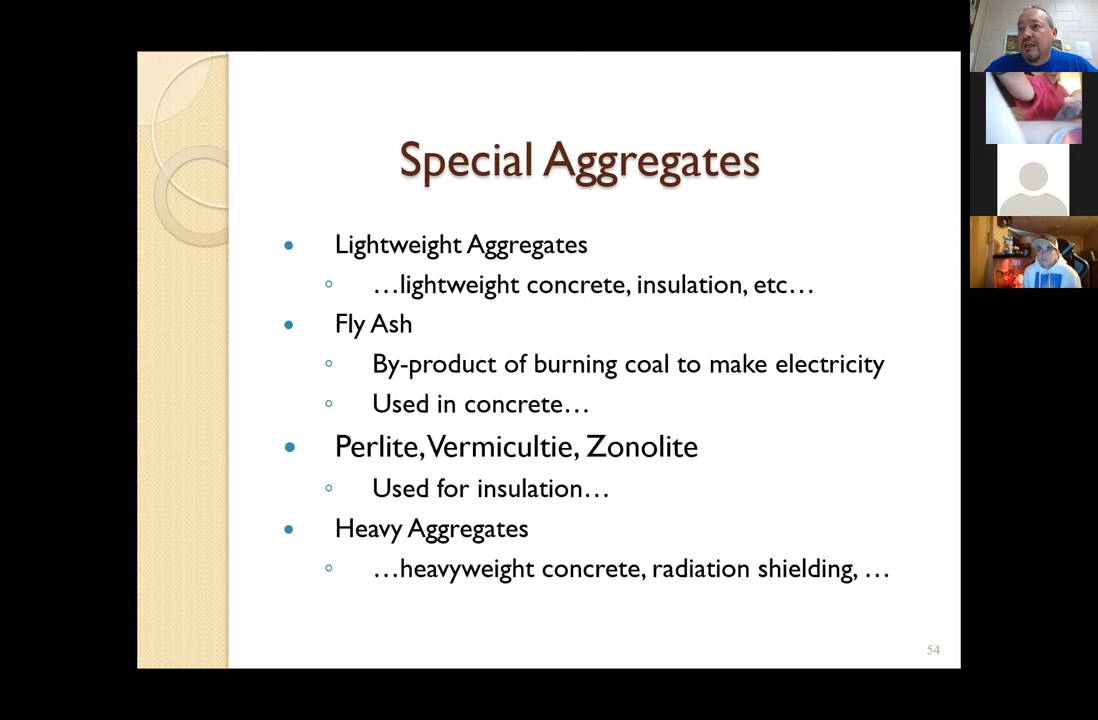 Special Aggregates
• Lightweight Aggregates
◦ …lightweight concrete, insulation, etc…
• Fly Ash
◦ By-product of burning coal to make electricity
◦ Used in concrete…
• Perlite, Vermicultie, Zonolite
◦ Used for insulation…
• Heavy Aggregates
◦ …heavyweight concrete, radiation shielding, …
54